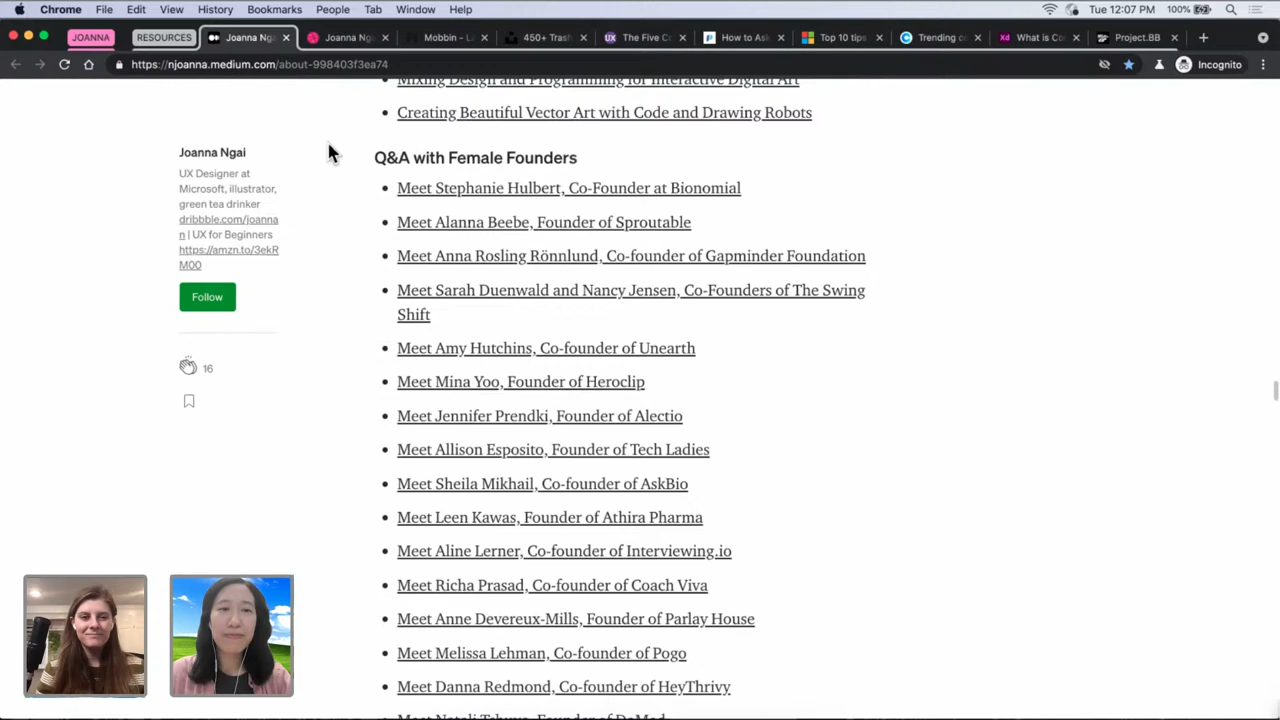 Chrome File Edit View History Bookmarks People Tab Window Help Tue 12:07 PM 100%
JOANNA RESOURCES Joanna Nga Joanna Ng Mobbin - L 450+ Tras The Five C How to As Top 10 tips Trending c What is Co Project.BB
https://njoanna.medium.com/about-998403f3ea74 Incognito
Mixing Design and Programming for Interactive Digital Art
Creating Beautiful Vector Art with Code and Drawing Robots
Joanna Ngai
UX Designer at
Microsoft, illustrator,
green tea drinker
dribbble.com/joanna
n | UX for Beginners
https://amzn.to/3ekR
M00
Follow
16
Q&A with Female Founders
Meet Stephanie Hulbert, Co-Founder at Bionomial
Meet Alanna Beebe, Founder of Sproutable
Meet Anna Rosling Rönnlund, Co-founder of Gapminder Foundation
Meet Sarah Duenwald and Nancy Jensen, Co-Founders of The Swing
Shift
Meet Amy Hutchins, Co-founder of Unearth
Meet Mina Yoo, Founder of Heroclip
Meet Jennifer Prendki, Founder of Alectio
Meet Allison Esposito, Founder of Tech Ladies
Meet Sheila Mikhail, Co-founder of AskBio
Meet Leen Kawas, Founder of Athira Pharma
Meet Aline Lerner, Co-founder of Interviewing.io
Meet Richa Prasad, Co-founder of Coach Viva
Meet Anne Devereux-Mills, Founder of Parlay House
Meet Melissa Lehman, Co-founder of Pogo
Meet Danna Redmond, Co-founder of HeyThrivy